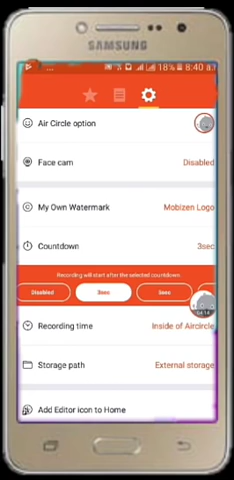 SAMSUNG
18% 8:40 a.
Air Circle option
Face cam Disabled
My Own Watermark Mobizen Logo
Countdown 3sec
Recording will start after the selected countdown
Disabled 3sec 5sec
04:14
Recording time Inside of Aircircle
Storage path External storage
Add Editor icon to Home